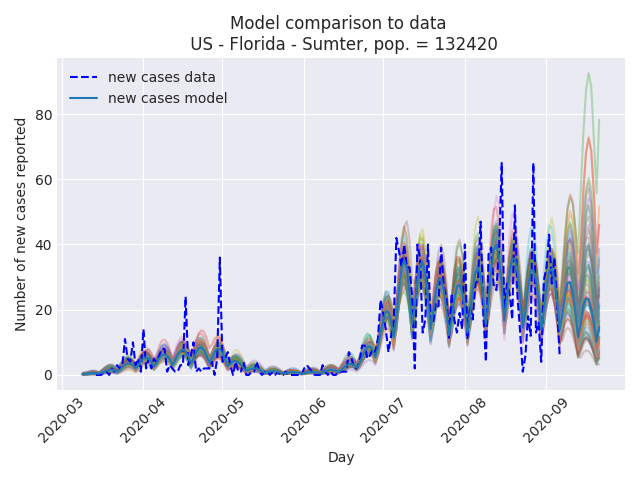 Model comparison to data
US - Florida - Sumter, pop. = 132420
new cases data
new cases model
Number of new cases reported
80
60
40
20
0
2020-03
2020-04
2020-05
2020-06
2020-07
2020-08
2020-09
Day